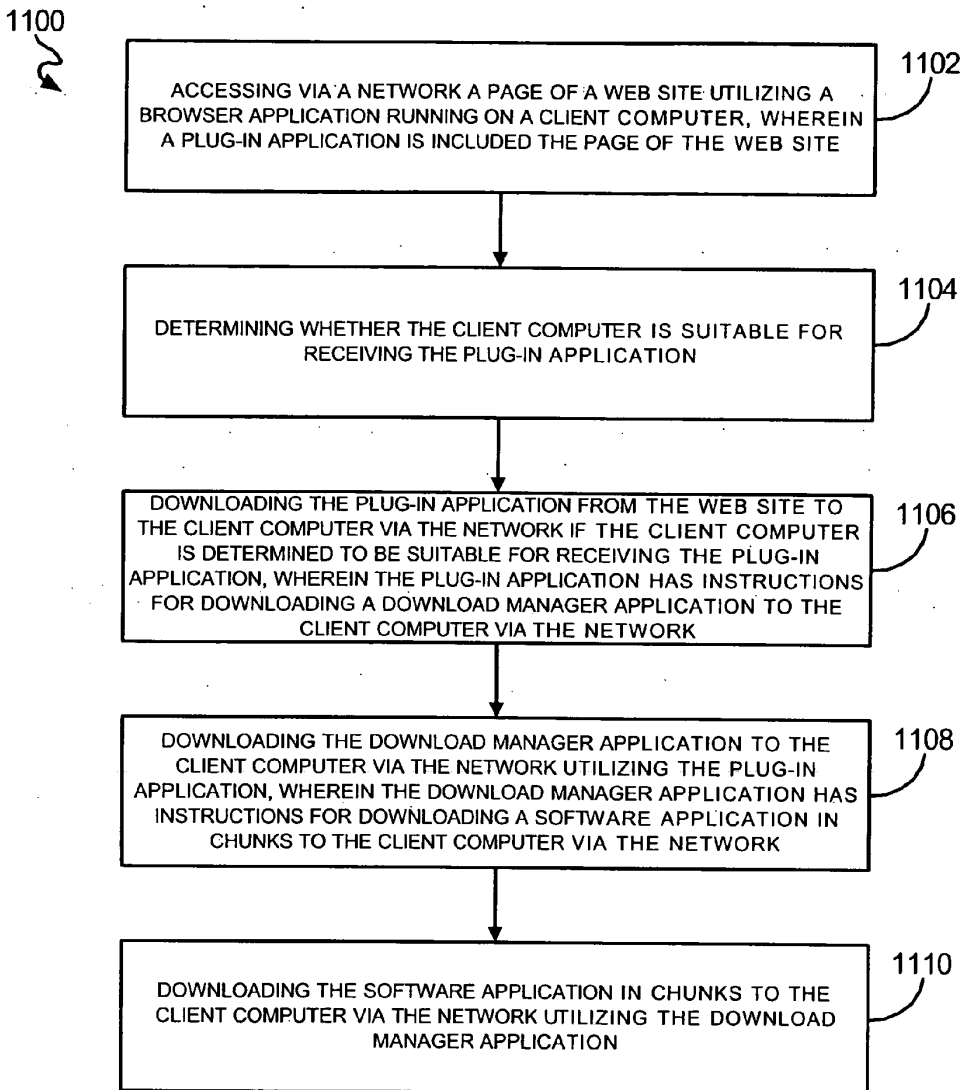 1100
1102
ACCESSING VIA A NETWORK A PAGE OF A WEB SITE UTILIZING A
BROWSER APPLICATION RUNNING ON A CLIENT COMPUTER, WHEREIN
A PLUG-IN APPLICATION IS INCLUDED THE PAGE OF THE WEB SITE
1104
DETERMINING WHETHER THE CLIENT COMPUTER IS SUITABLE FOR
RECEIVING THE PLUG-IN APPLICATION
1106
DOWNLOADING THE PLUG-IN APPLICATION FROM THE WEB SITE TO
THE CLIENT COMPUTER VIA THE NETWORK IF THE CLIENT COMPUTER
IS DETERMINED TO BE SUITABLE FOR RECEIVING THE PLUG-IN
APPLICATION, WHEREIN THE PLUG-IN APPLICATION HAS INSTRUCTIONS
FOR DOWNLOADING A DOWNLOAD MANAGER APPLICATION TO THE
CLIENT COMPUTER VIA THE NETWORK
1108
DOWNLOADING THE DOWNLOAD MANAGER APPLICATION TO THE
CLIENT COMPUTER VIA THE NETWORK UTILIZING THE PLUG-IN
APPLICATION, WHEREIN THE DOWNLOAD MANAGER APPLICATION HAS
INSTRUCTIONS FOR DOWNLOADING A SOFTWARE APPLICATION IN
CHUNKS TO THE CLIENT COMPUTER VIA THE NETWORK
1110
DOWNLOADING THE SOFTWARE APPLICATION IN CHUNKS TO THE
CLIENT COMPUTER VIA THE NETWORK UTILIZING THE DOWNLOAD
MANAGER APPLICATION